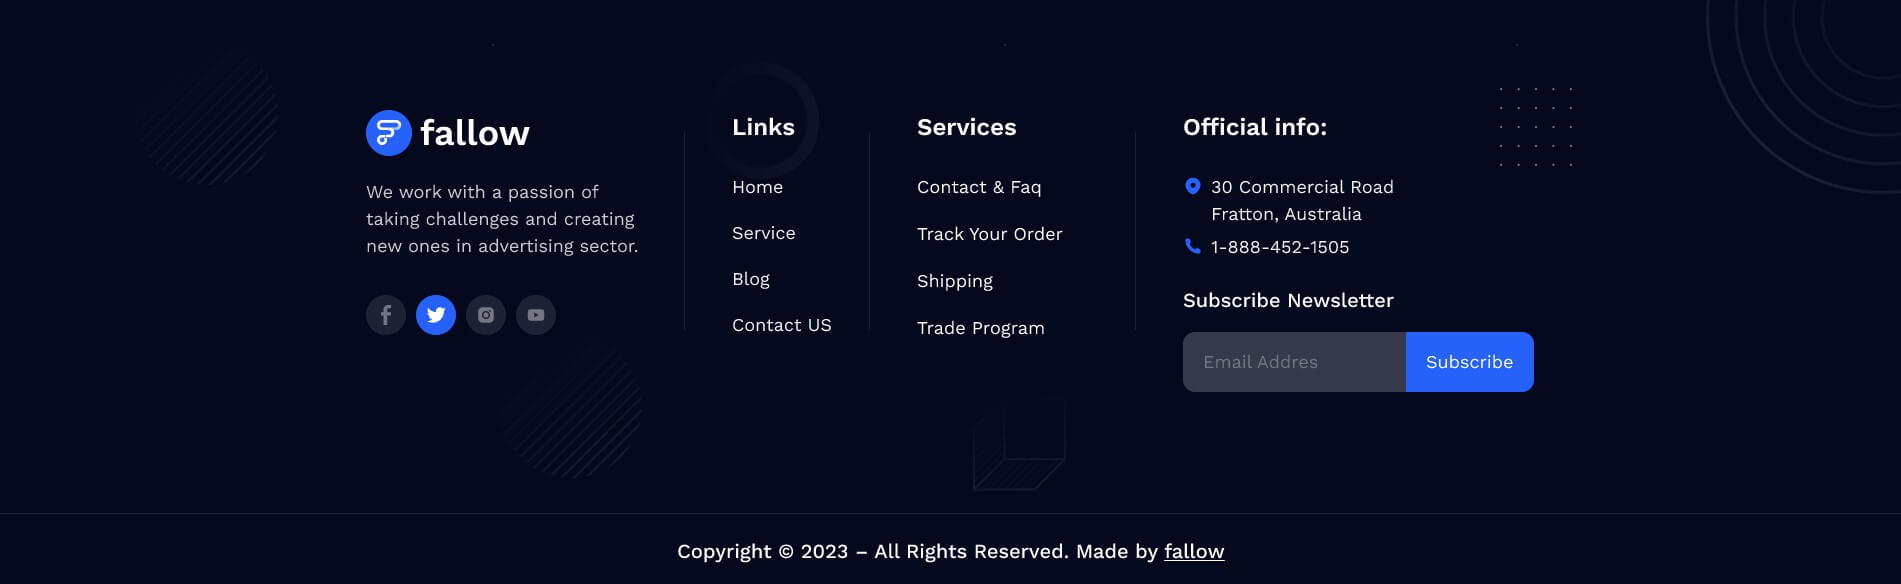 fallow
We work with a passion of
taking challenges and creating
new ones in advertising sector.
Links
Home
Service
Blog
Contact US
Services
Contact & Faq
Track Your Order
Shipping
Trade Program
Official info:
30 Commercial Road
Fratton, Australia
1-888-452-1505
Subscribe Newsletter
Email Addres
Subscribe
Copyright © 2023 – All Rights Reserved. Made by fallow